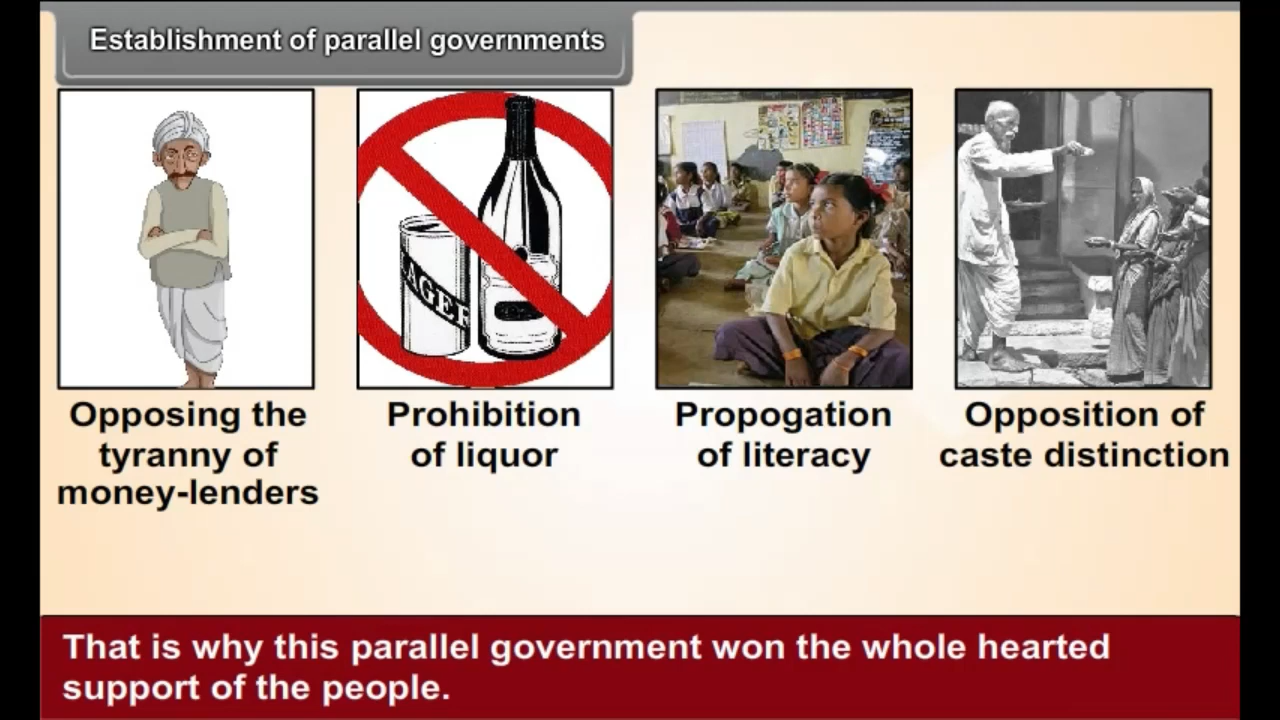 Establishment of parallel governments
AGER
Opposing the
tyranny of
money-lenders
Prohibition
of liquor
Propogation
of literacy
Opposition of
caste distinction
That is why this parallel government won the whole hearted
support of the people.